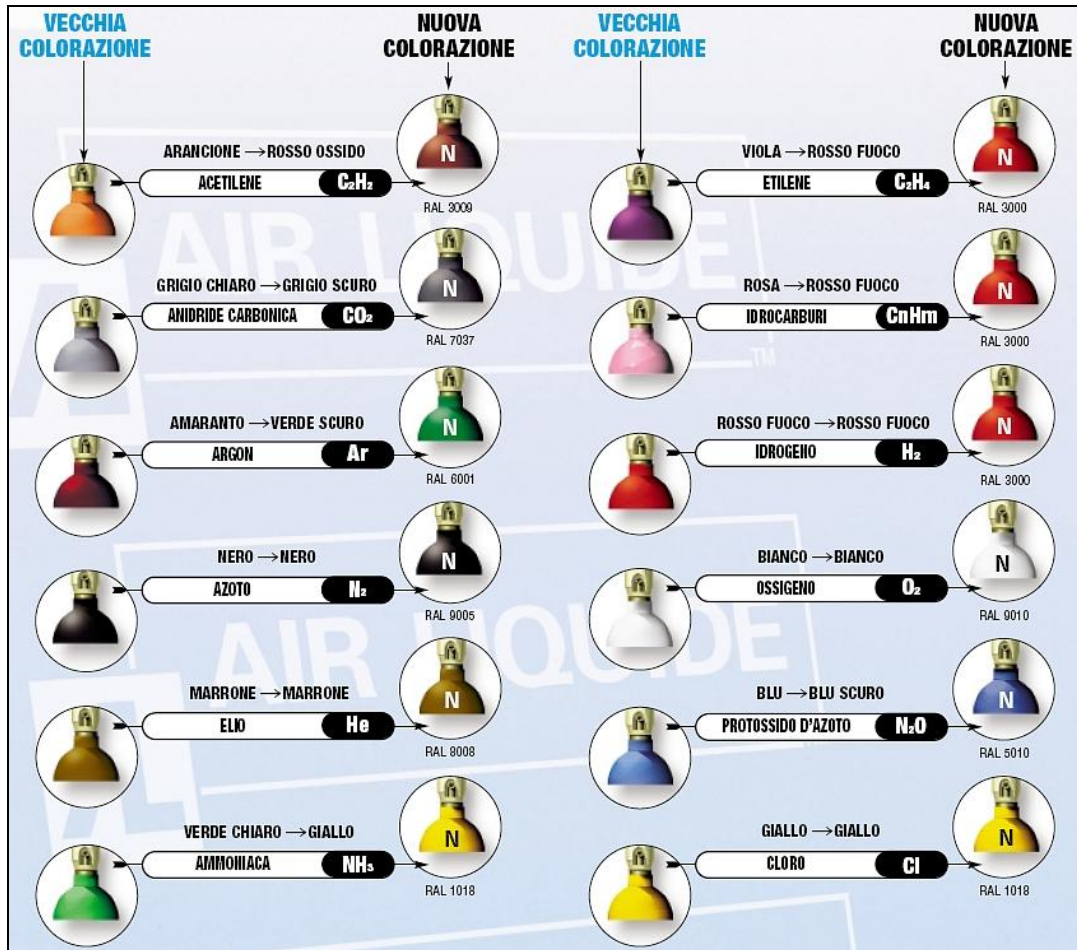 VECCHIA
COLORAZIONE
NUOVA
COLORAZIONE
VECCHIA
COLORAZIONE
NUOVA
COLORAZIONE
ARANCIONE → ROSSO OSSIDO
ACETILENE C₂H₂
N
RAL 3009
VIOLA → ROSSO FUOCO
ETILENE C₂H₄
N
RAL 3000
GRIGIO CHIARO → GRIGIO SCURO
ANIDRIDE CARBONICA CO₂
N
RAL 7037
ROSA → ROSSO FUOCO
IDROCARBURI CnHm
N
RAL 3000
AMARANTO → VERDE SCURO
ARGON Ar
N
RAL 6001
ROSSO FUOCO → ROSSO FUOCO
IDROGENO H₂
N
RAL 3000
NERO → NERO
AZOTO N₂
N
RAL 9005
BIANCO → BIANCO
OSSIGENO O₂
N
RAL 9010
MARRONE → MARRONE
ELIO He
N
RAL 8008
BLU → BLU SCURO
PROTOSSIDO D'AZOTO N₂O
N
RAL 5010
VERDE CHIARO → GIALLO
AMMONIACA NH₃
N
RAL 1018
GIALLO → GIALLO
CLORO Cl
N
RAL 1018
AIR LIQUIDE
TM
AIR LIQUIDE